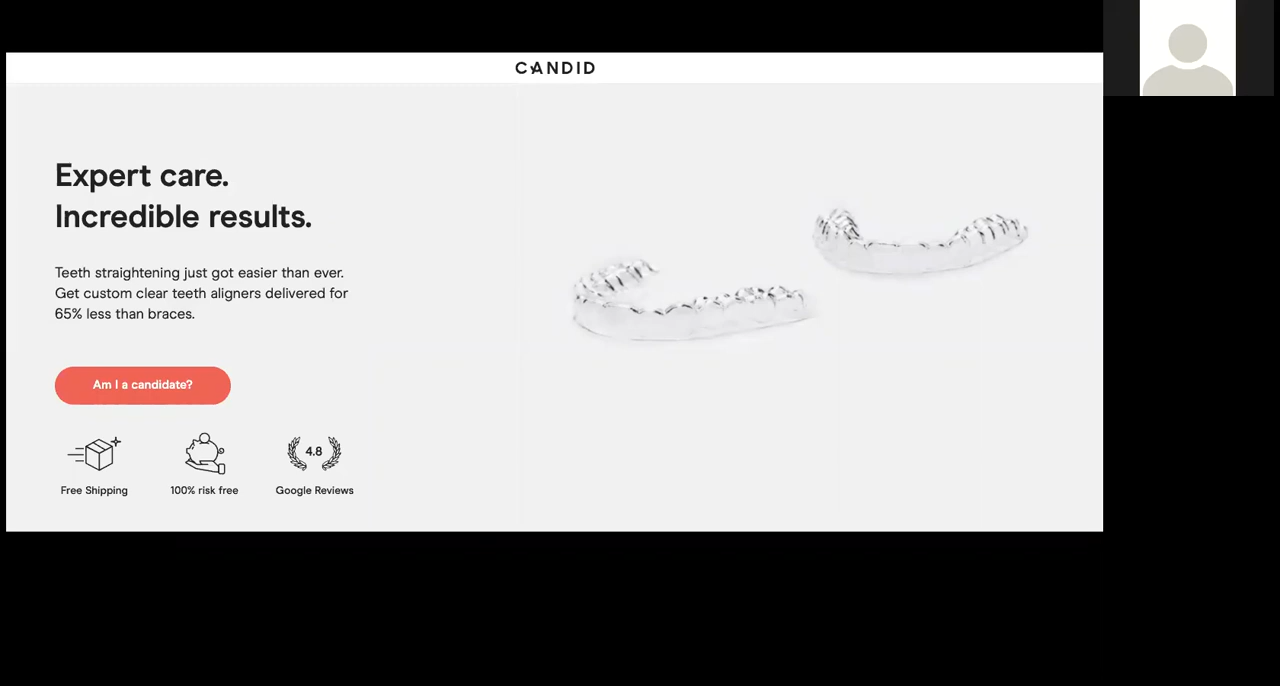 CANDID
Expert care.
Incredible results.
Teeth straightening just got easier than ever.
Get custom clear teeth aligners delivered for
65% less than braces.
Am I a candidate?
4.8
Free Shipping
100% risk free
Google Reviews